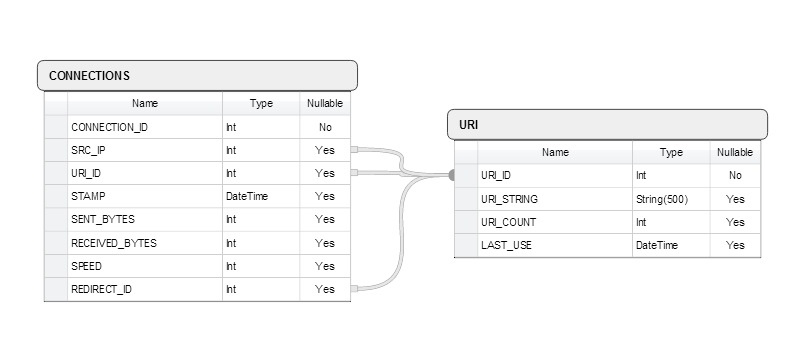 CONNECTIONS
Name Type Nullable
CONNECTION_ID Int No
SRC_IP Int Yes
URI_ID Int Yes
STAMP DateTime Yes
SENT_BYTES Int Yes
RECEIVED_BYTES Int Yes
SPEED Int Yes
REDIRECT_ID Int Yes
URI
Name Type Nullable
URI_ID Int No
URI_STRING String(500) Yes
URI_COUNT Int Yes
LAST_USE DateTime Yes